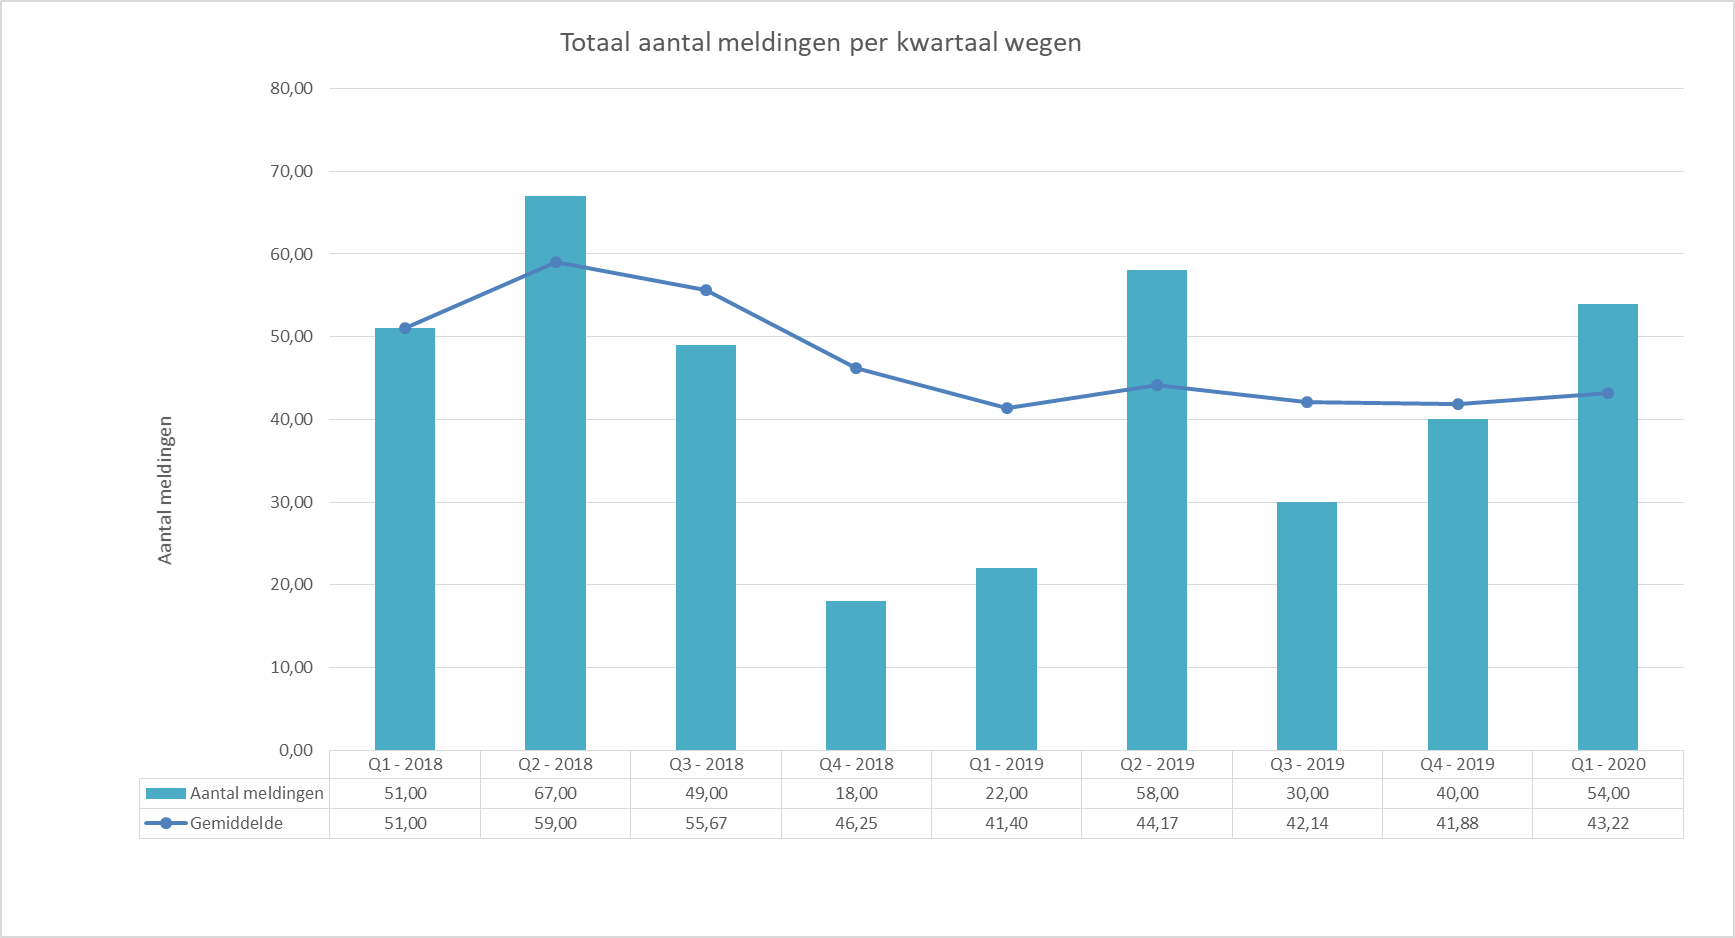 Totaal aantal meldingen per kwartaal wegen
80,00
70,00
60,00
50,00
40,00
30,00
20,00
10,00
0,00
Aantal meldingen
Q1 - 2018 Q2 - 2018 Q3 - 2018 Q4 - 2018 Q1 - 2019 Q2 - 2019 Q3 - 2019 Q4 - 2019 Q1 - 2020
Aantal meldingen 51,00 67,00 49,00 18,00 22,00 58,00 30,00 40,00 54,00
Gemiddelde 51,00 59,00 55,67 46,25 41,40 44,17 42,14 41,88 43,22